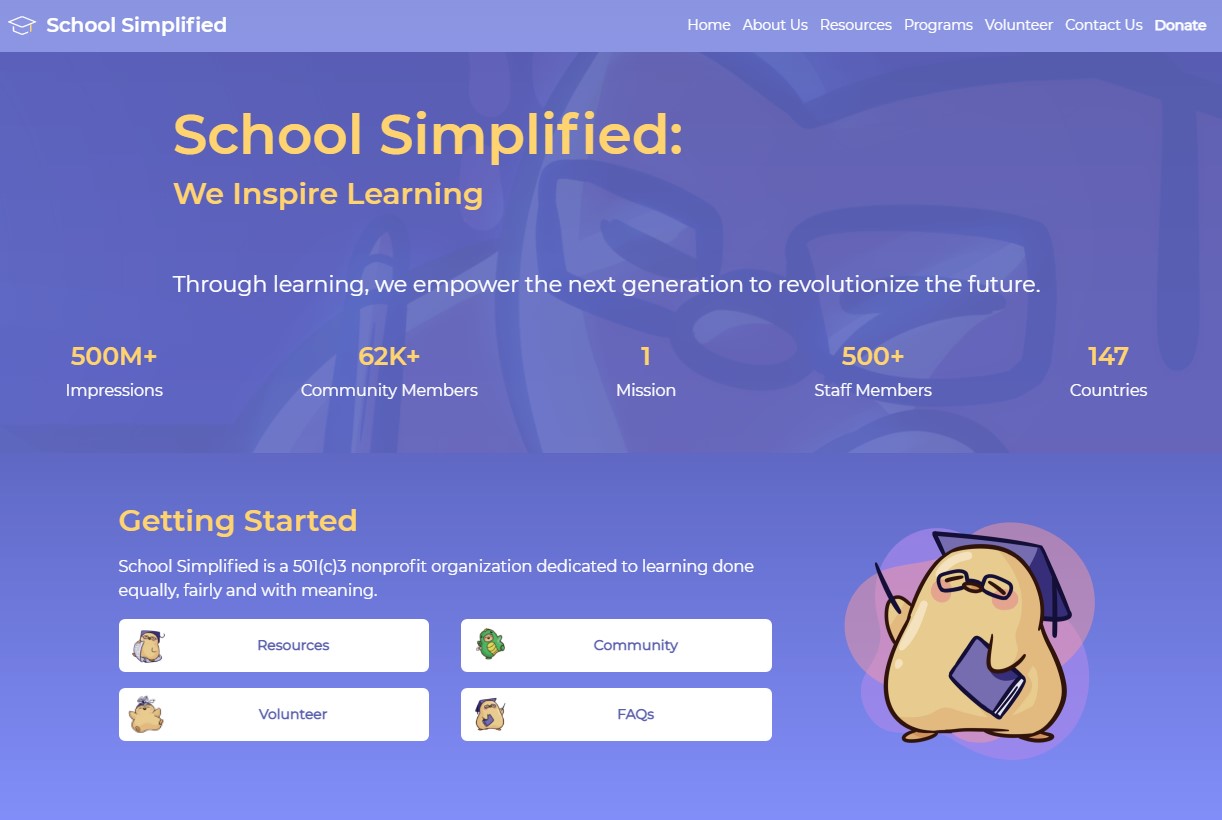 School Simplified
Home About Us Resources Programs Volunteer Contact Us Donate
School Simplified:
We Inspire Learning
Through learning, we empower the next generation to revolutionize the future.
500M+ 62K+ 1 500+ 147
Impressions Community Members Mission Staff Members Countries
Getting Started
School Simplified is a 501(c)3 nonprofit organization dedicated to learning done
equally, fairly and with meaning.
Resources Community
Volunteer FAQs